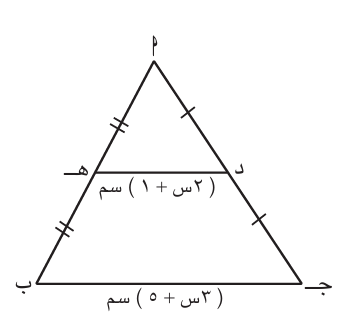 م
هـ
د
(٢س + ١) سم
ب
جـ
(٣س + ٥) سم